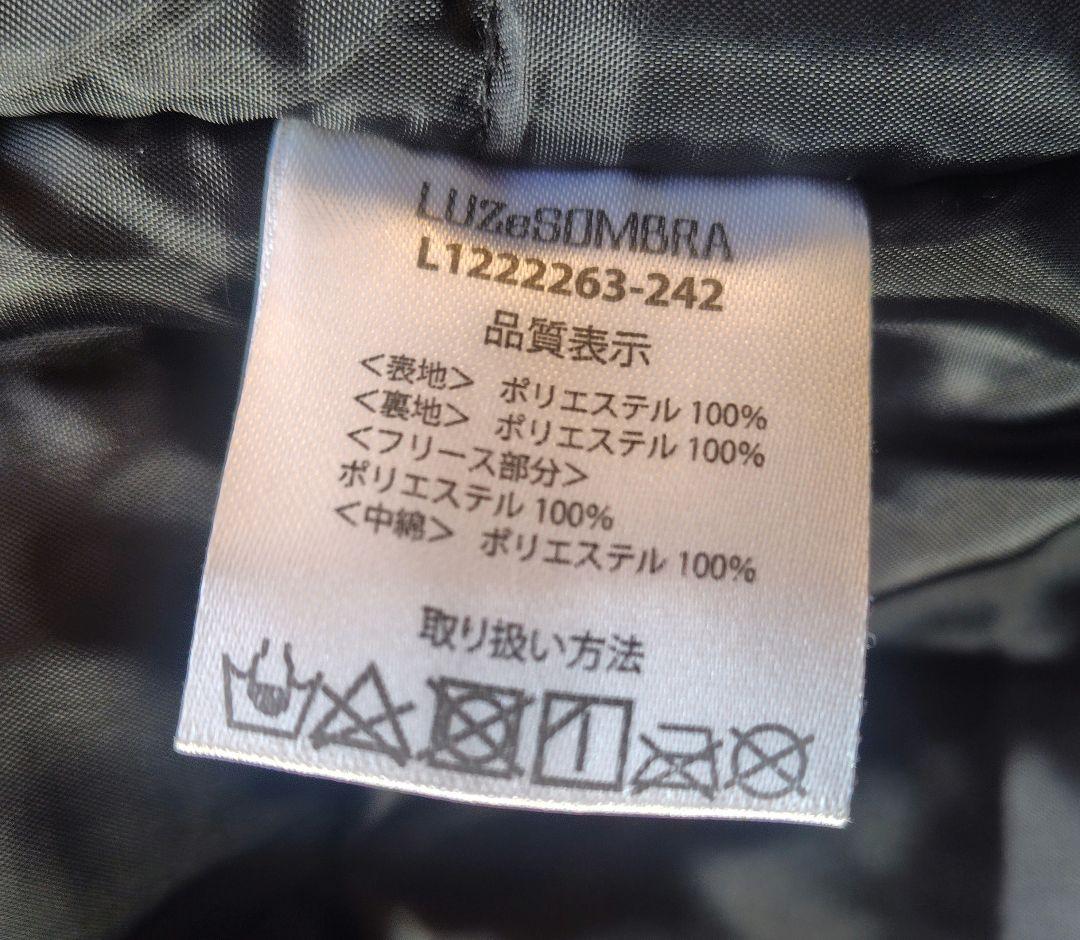 LUZeSOMBRA
L1222263-242
品質表示
＜表地＞ ポリエステル 100%
＜裏地＞ ポリエステル 100%
＜フリース部分＞
ポリエステル 100%
＜中綿＞ ポリエステル 100%
取り扱い方法